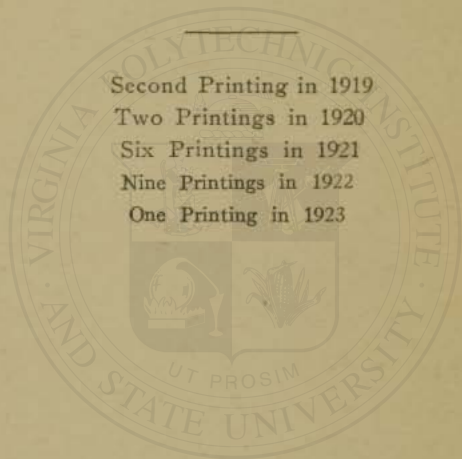 Second Printing in 1919
Two Printings in 1920
Six Printings in 1921
Nine Printings in 1922
One Printing in 1923
VIRGINIA POLYTECHNIC INSTITUTE
AND STATE UNIVERSITY
UT PROSIM